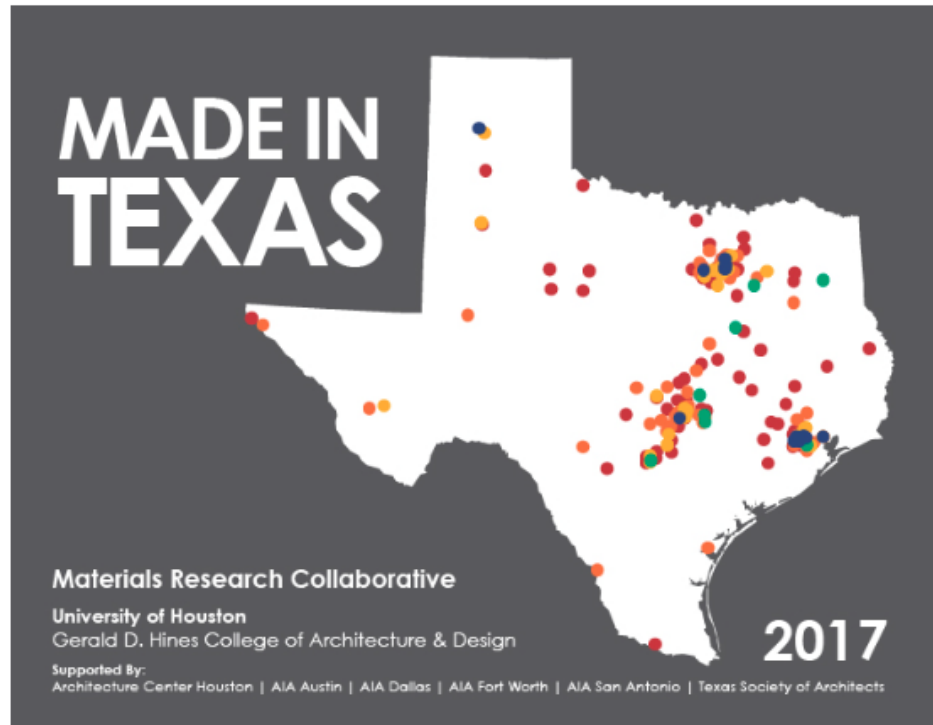 MADE IN
TEXAS
Materials Research Collaborative
University of Houston
Gerald D. Hines College of Architecture & Design
2017
Supported By:
Architecture Center Houston | AIA Austin | AIA Dallas | AIA Fort Worth | AIA San Antonio | Texas Society of Architects